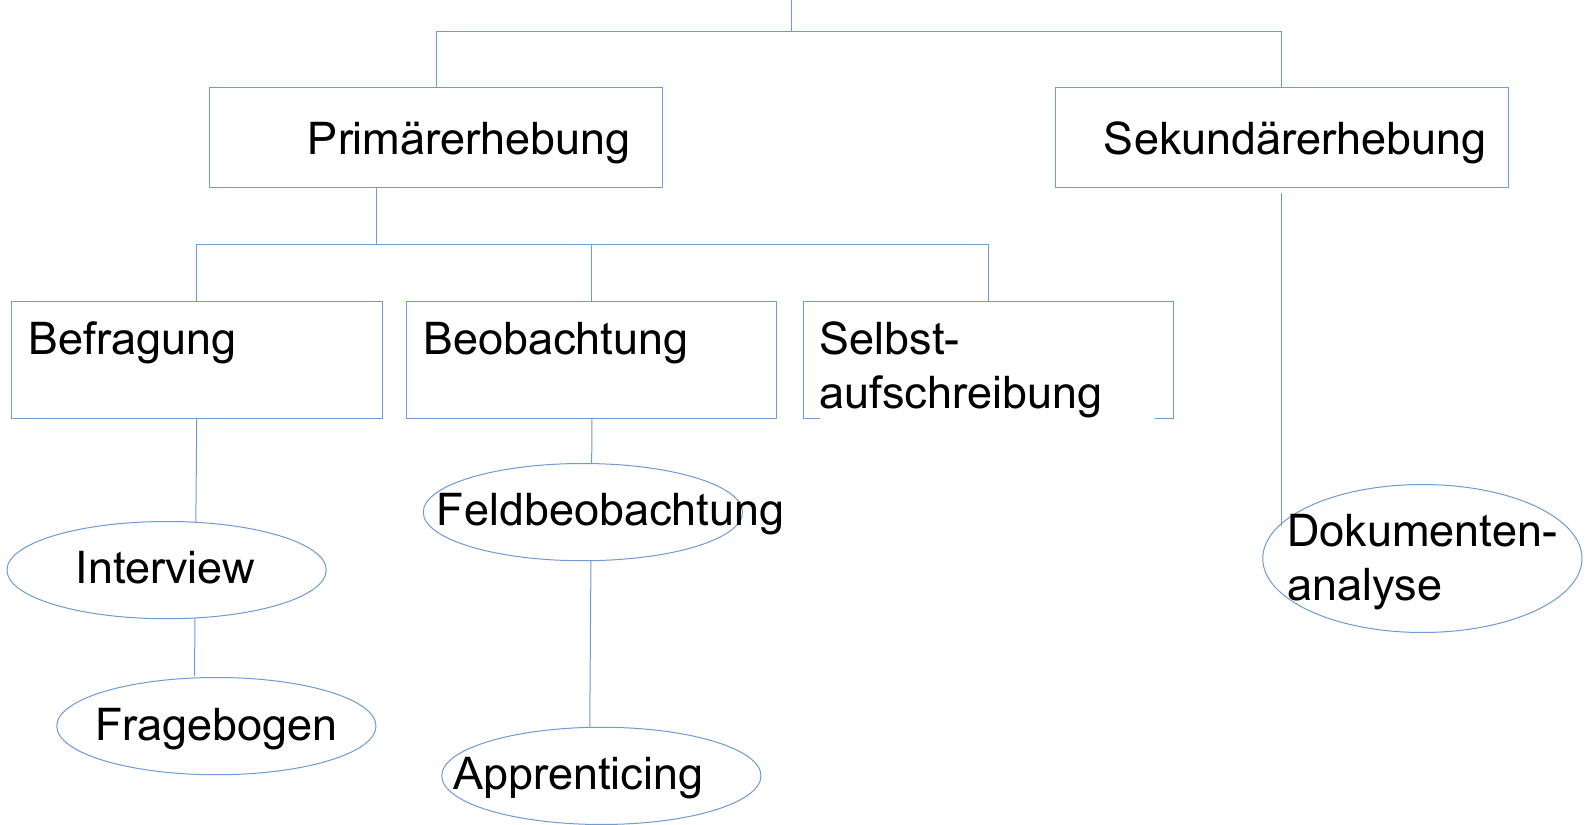 Primärerhebung
Sekundärerhebung
Befragung
Beobachtung
Selbst-
aufschreibung
Feldbeobachtung
Interview
Dokumenten-
analyse
Fragebogen
Apprenticing